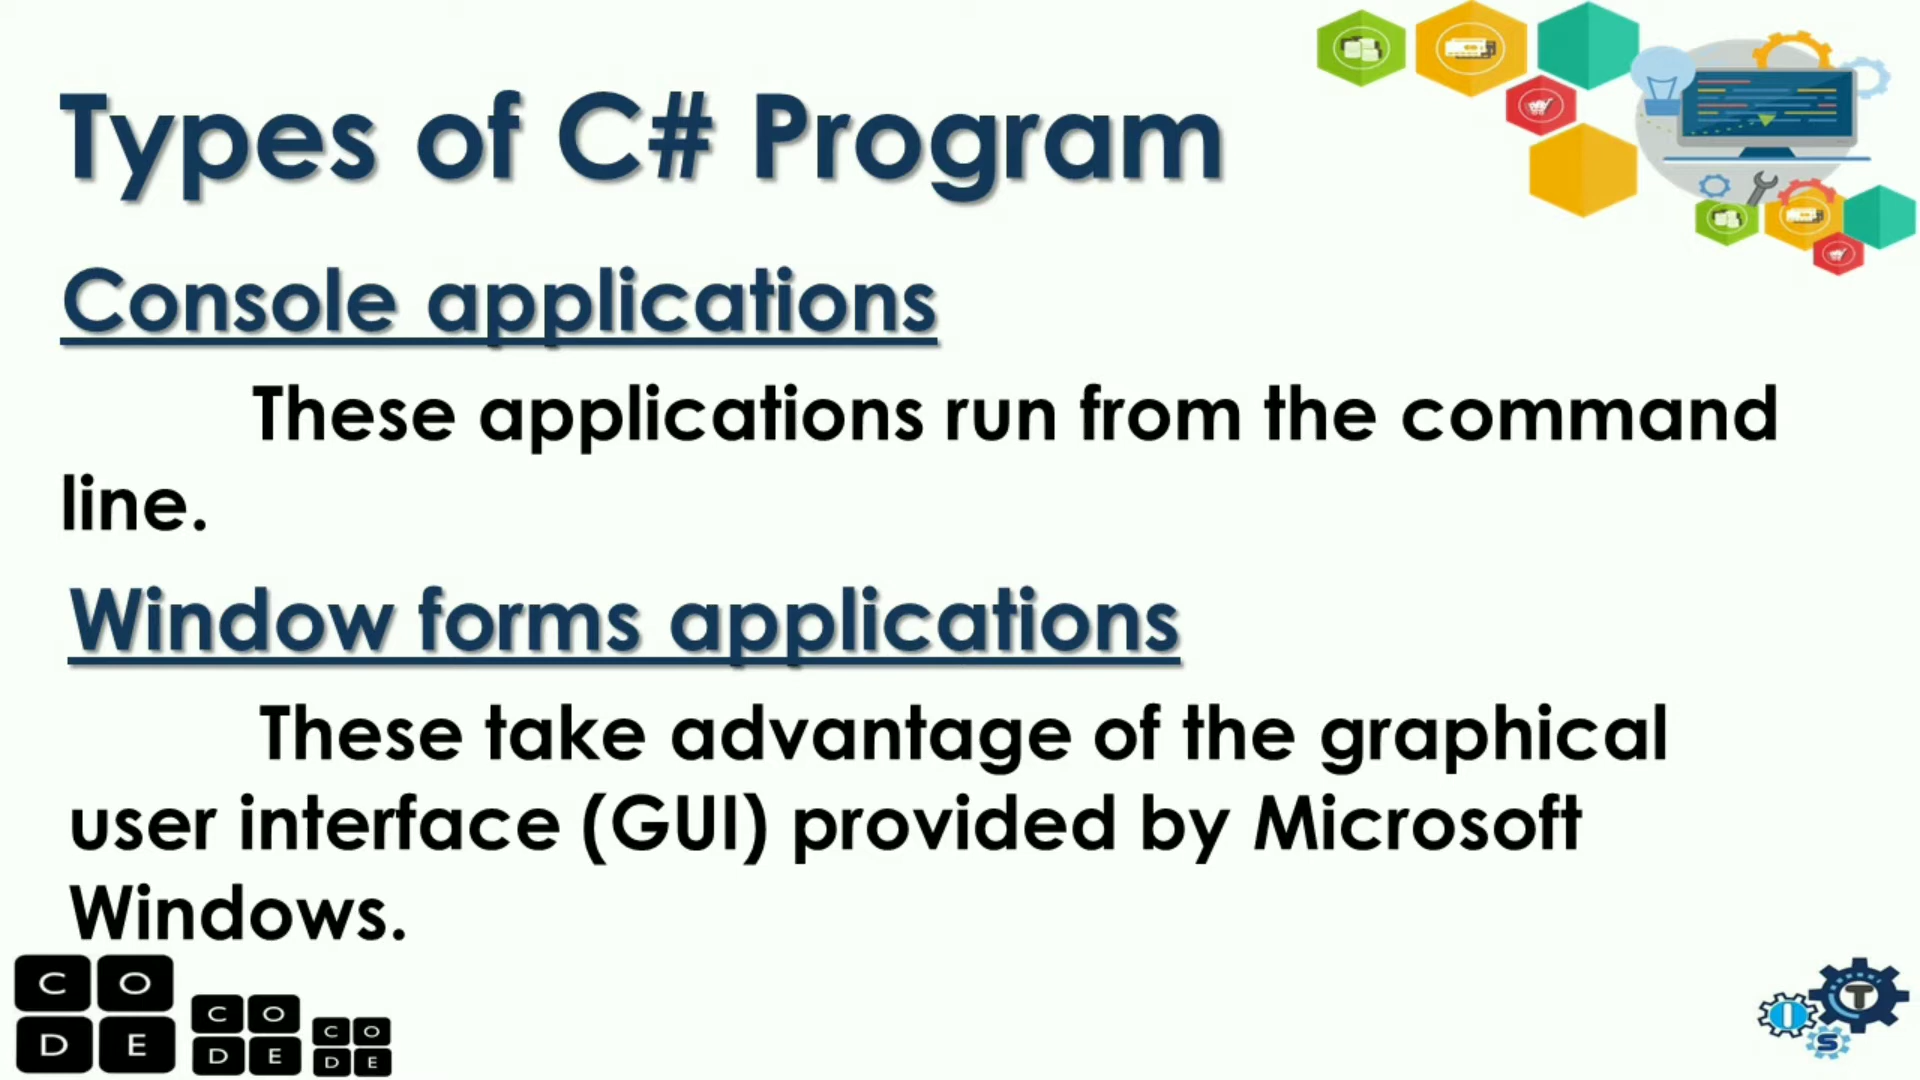 Types of C# Program
Console applications
These applications run from the command
line.
Window forms applications
These take advantage of the graphical
user interface (GUI) provided by Microsoft
Windows.
C O
D E
C O
D E
C O
D E
I T
S